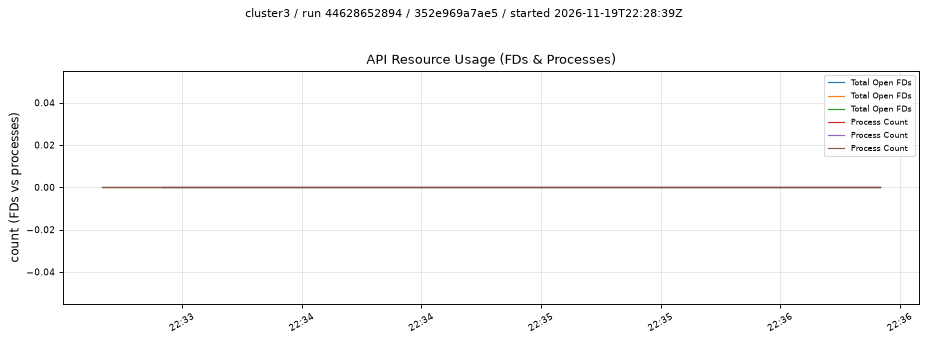 cluster3 / run 44628652894 / 352e969a7ae5 / started 2026-11-19T22:28:39Z
API Resource Usage (FDs & Processes)
Total Open FDs
Total Open FDs
Total Open FDs
Process Count
Process Count
Process Count
count (FDs vs processes)
0.04
0.02
0.00
−0.02
−0.04
22:33
22:34
22:34
22:35
22:35
22:36
22:36